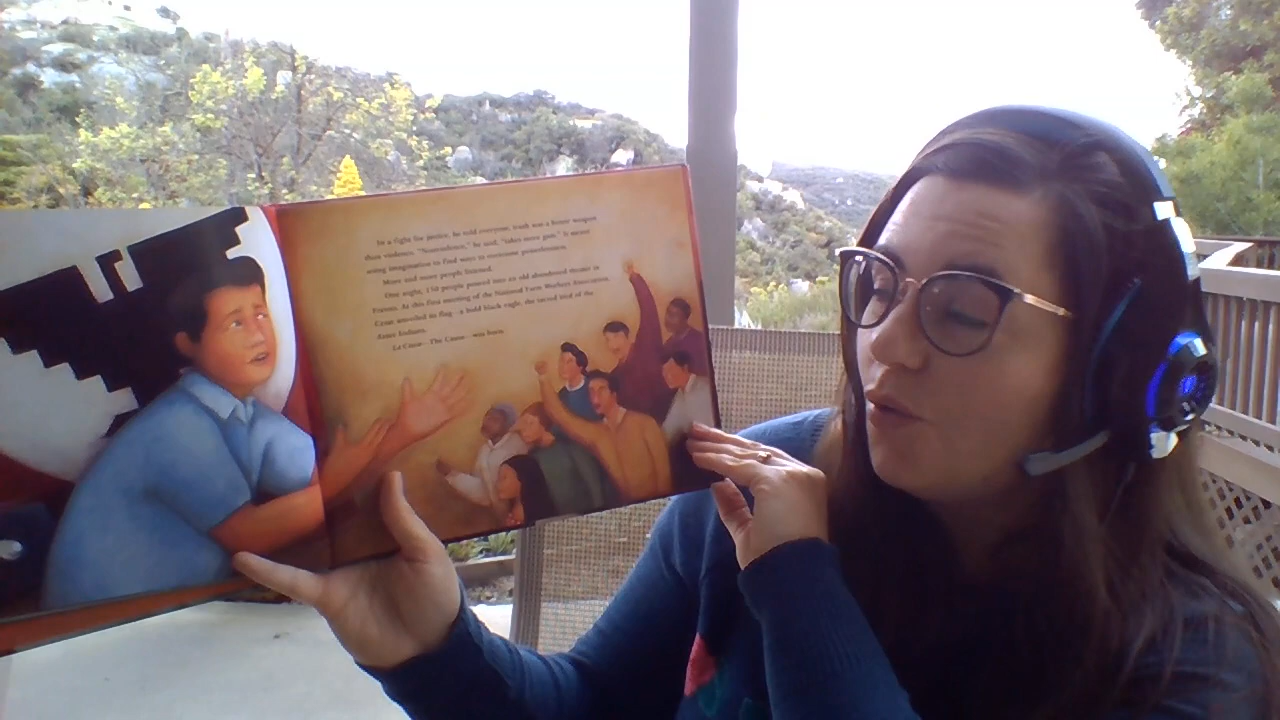 In a fight for justice, he told everyone, truth was a better weapon
than violence. "Nonviolence," he said, "takes more guts." It meant
using imagination to find ways to overcome powerlessness.
More and more people listened.
One night, 150 people poured into an old abandoned theater in
Fresno. At this first meeting of the National Farm Workers Association,
Cesar unveiled its flag—a bold black eagle, the sacred bird of the
Aztec Indians.
La Causa—The Cause—was born.